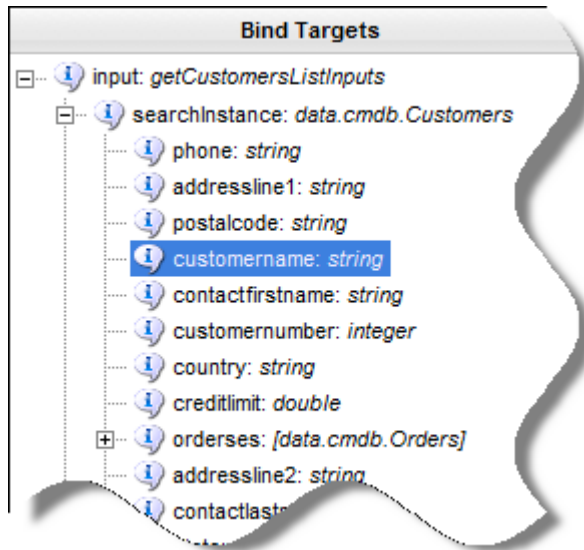 Bind Targets
input: getCustomersListInputs
searchInstance: data.cmdb.Customers
phone: string
addressline1: string
postalcode: string
customername: string
contactfirstname: string
customernumber: integer
country: string
creditlimit: double
orderses: [data.cmdb.Orders]
addressline2: string